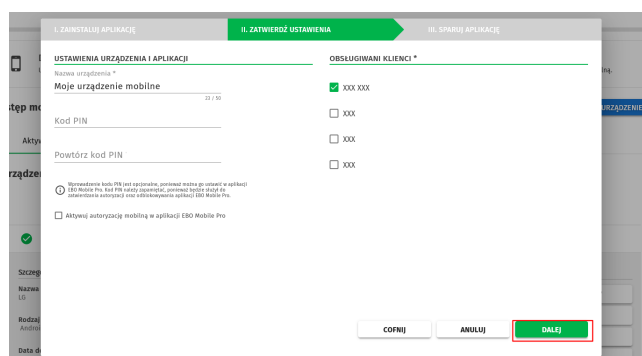 I. ZAINSTALUJ APLIKACJĘ
II. ZATWIERDŹ USTAWIENIA
III. SPARUJ APLIKACJĘ
USTAWIENIA URZĄDZENIA I APLIKACJI
Nazwa urządzenia *
Moje urządzenie mobilne
22 / 50
Kod PIN
Powtórz kod PIN
Wprowadzenie kodu PIN jest opcjonalne, ponieważ można go ustawić w aplikacji
EBO Mobile Pro. Kod PIN należy zapamiętać, ponieważ będzie służył do
zatwierdzania autoryzacji oraz odblokowywania aplikacji EBO Mobile Pro.
Aktywuj autoryzację mobilną w aplikacji EBO Mobile Pro
OBSŁUGIWANI KLIENCI *
XXX XXX
XXX
XXX
XXX
COFNIJ
ANULUJ
DALEJ
stęp mo
URZĄDZENIE
Aktyw
rządze
Szczegó
Nazwa
LG
Rodzaj
Androi
Data d